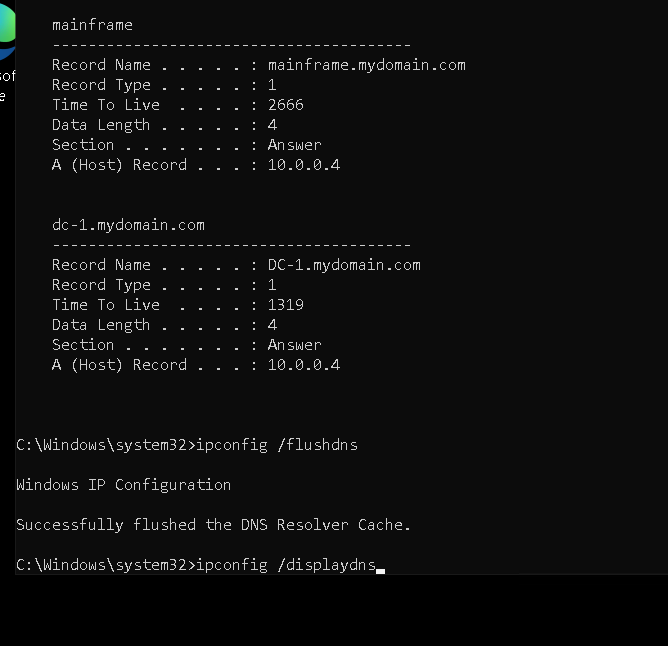 mainframe
----------------------------------------
Record Name . . . . . : mainframe.mydomain.com
Record Type . . . . . : 1
Time To Live  . . . . : 2666
Data Length . . . . . : 4
Section . . . . . . . : Answer
A (Host) Record . . . : 10.0.0.4
dc-1.mydomain.com
----------------------------------------
Record Name . . . . . : DC-1.mydomain.com
Record Type . . . . . : 1
Time To Live  . . . . : 1319
Data Length . . . . . : 4
Section . . . . . . . : Answer
A (Host) Record . . . : 10.0.0.4
C:\Windows\system32>ipconfig /flushdns
Windows IP Configuration
Successfully flushed the DNS Resolver Cache.
C:\Windows\system32>ipconfig /displaydns